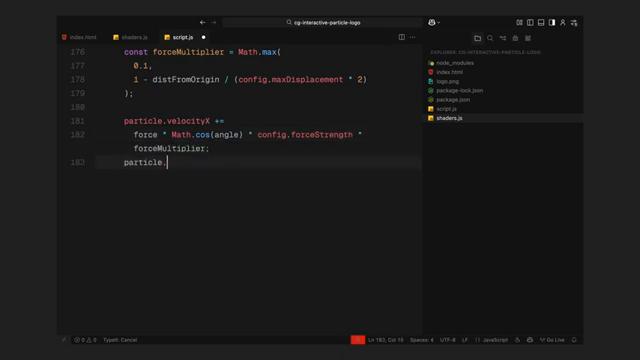 cg-interactive-particle-logo
index.html
shaders.js
script.js
176 const forceMultiplier = Math.max(
177 0.1,
178 1 - distFromOrigin / (config.maxDisplacement * 2)
179 );
180
181 particle.velocityX +=
182 force * Math.cos(angle) * config.forceStrength *
forceMultiplier;
183 particle.
EXPLORER: CG-INTERACTIVE-PARTICLE-LOGO
node_modules
index.html
logo.png
package-lock.json
package.json
script.js
shaders.js
0 0
Typatt: Cancel
Ln 183, Col 16
Spaces: 4
UTF-8
LF
JavaScript
Go Live